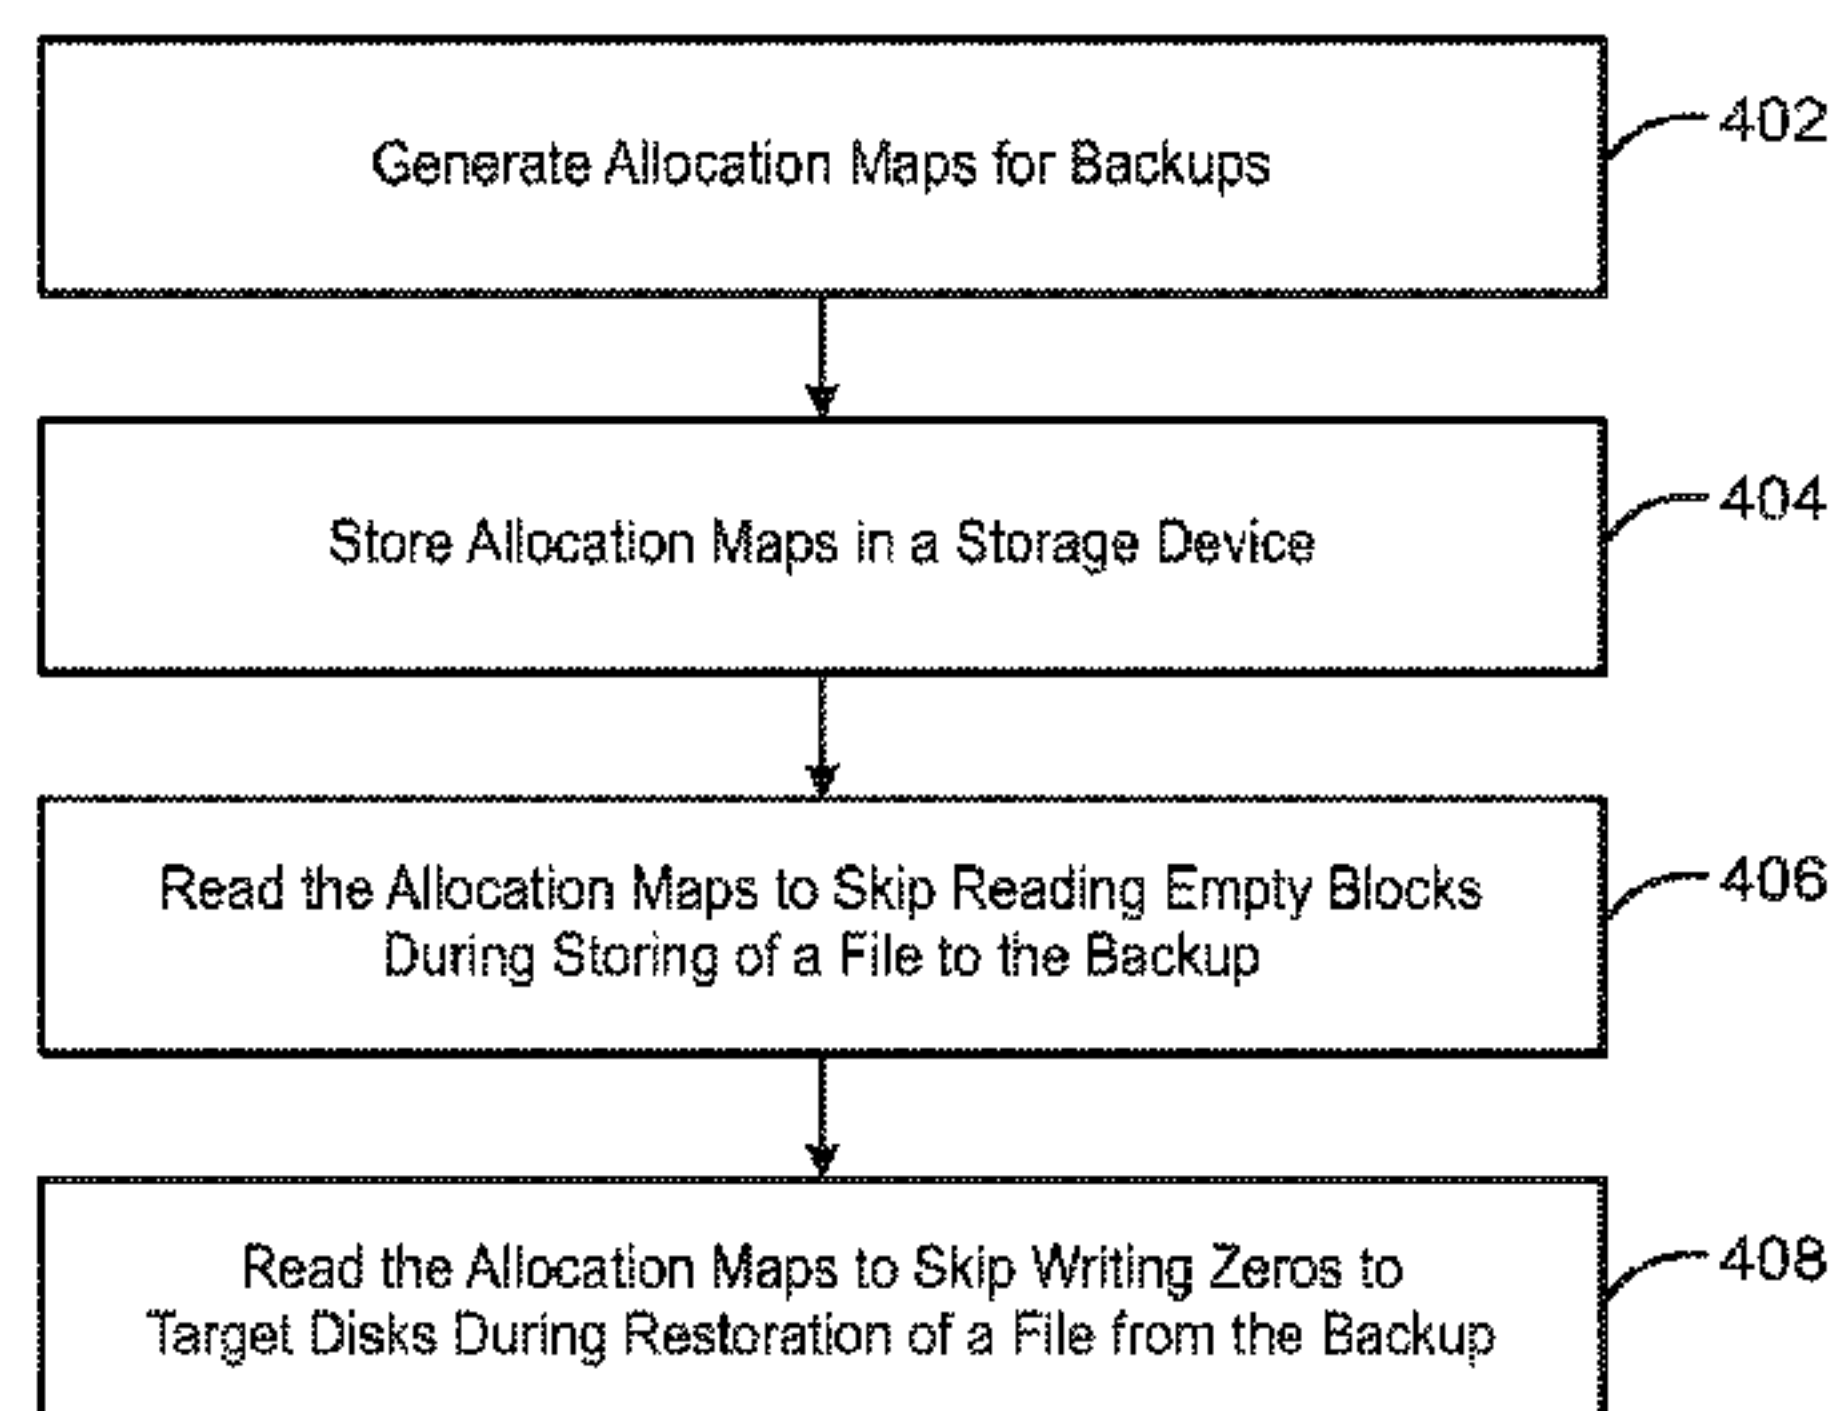 Generate Allocation Maps for Backups
402
Store Allocation Maps in a Storage Device
404
Read the Allocation Maps to Skip Reading Empty Blocks
During Storing of a File to the Backup
406
Read the Allocation Maps to Skip Writing Zeros to
Target Disks During Restoration of a File from the Backup
408